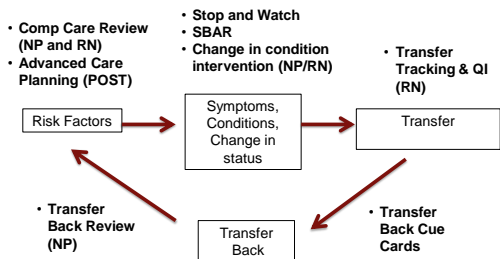 • Comp Care Review
(NP and RN)
• Advanced Care
Planning (POST)
• Stop and Watch
• SBAR
• Change in condition
intervention (NP/RN)
• Transfer
Tracking & QI
(RN)
Risk Factors
Symptoms,
Conditions,
Change in
status
Transfer
• Transfer
Back Review
(NP)
Transfer
Back
• Transfer
Back Cue
Cards